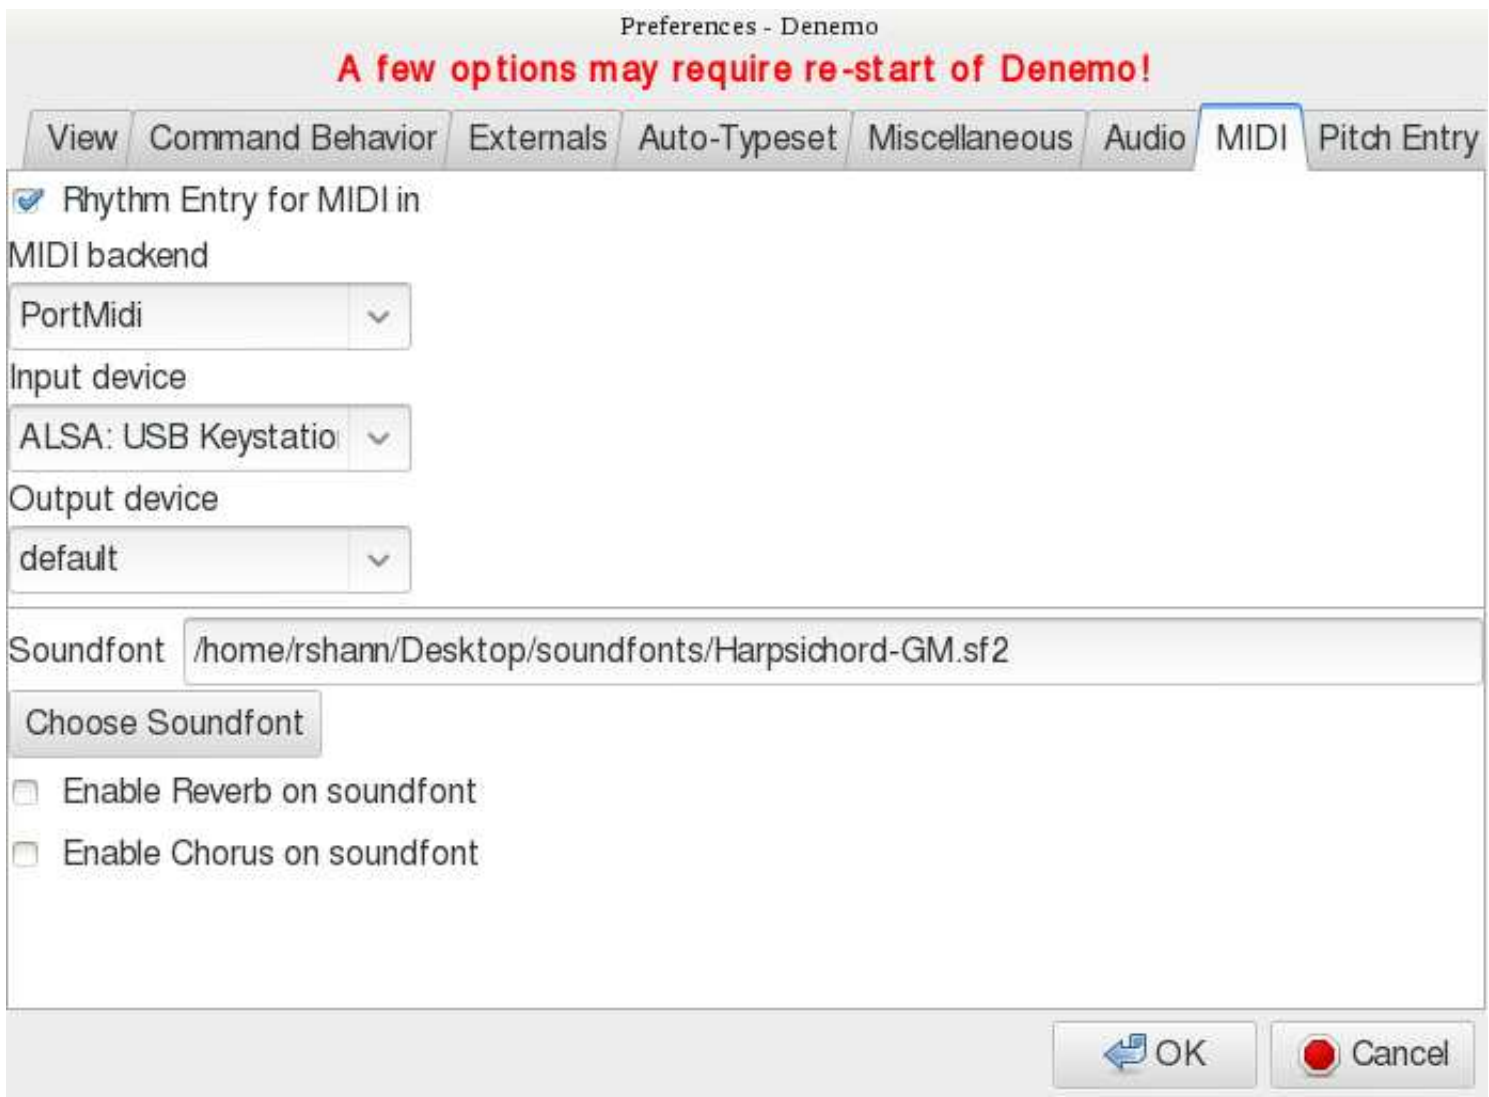 Preferences - Denemo
A few options may require re-start of Denemo!
View Command Behavior Externals Auto-Typeset Miscellaneous Audio MIDI Pitch Entry
Rhythm Entry for MIDI in
MIDI backend
PortMidi
Input device
ALSA: USB Keystation
Output device
default
Soundfont /home/rshann/Desktop/soundfonts/Harpsichord-GM.sf2
Choose Soundfont
Enable Reverb on soundfont
Enable Chorus on soundfont
OK Cancel